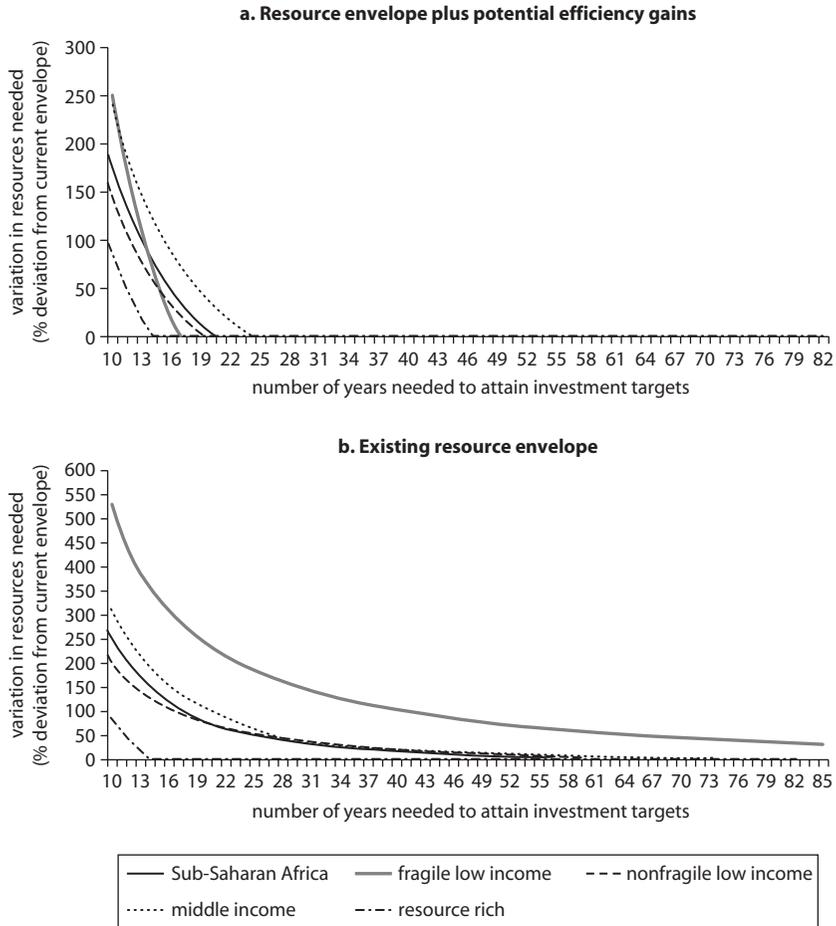 a. Resource envelope plus potential efficiency gains
variation in resources needed
(% deviation from current envelope)
300
250
200
150
100
50
0
10 13 16 19 22 25 28 31 34 37 40 43 46 49 52 55 58 61 64 67 70 73 76 79 82
number of years needed to attain investment targets
b. Existing resource envelope
variation in resources needed
(% deviation from current envelope)
600
550
500
450
400
350
300
250
200
150
100
50
0
10 13 16 19 22 25 28 31 34 37 40 43 46 49 52 55 58 61 64 67 70 73 76 79 82 85
number of years needed to attain investment targets
Sub-Saharan Africa fragile low income nonfragile low income
middle income resource rich